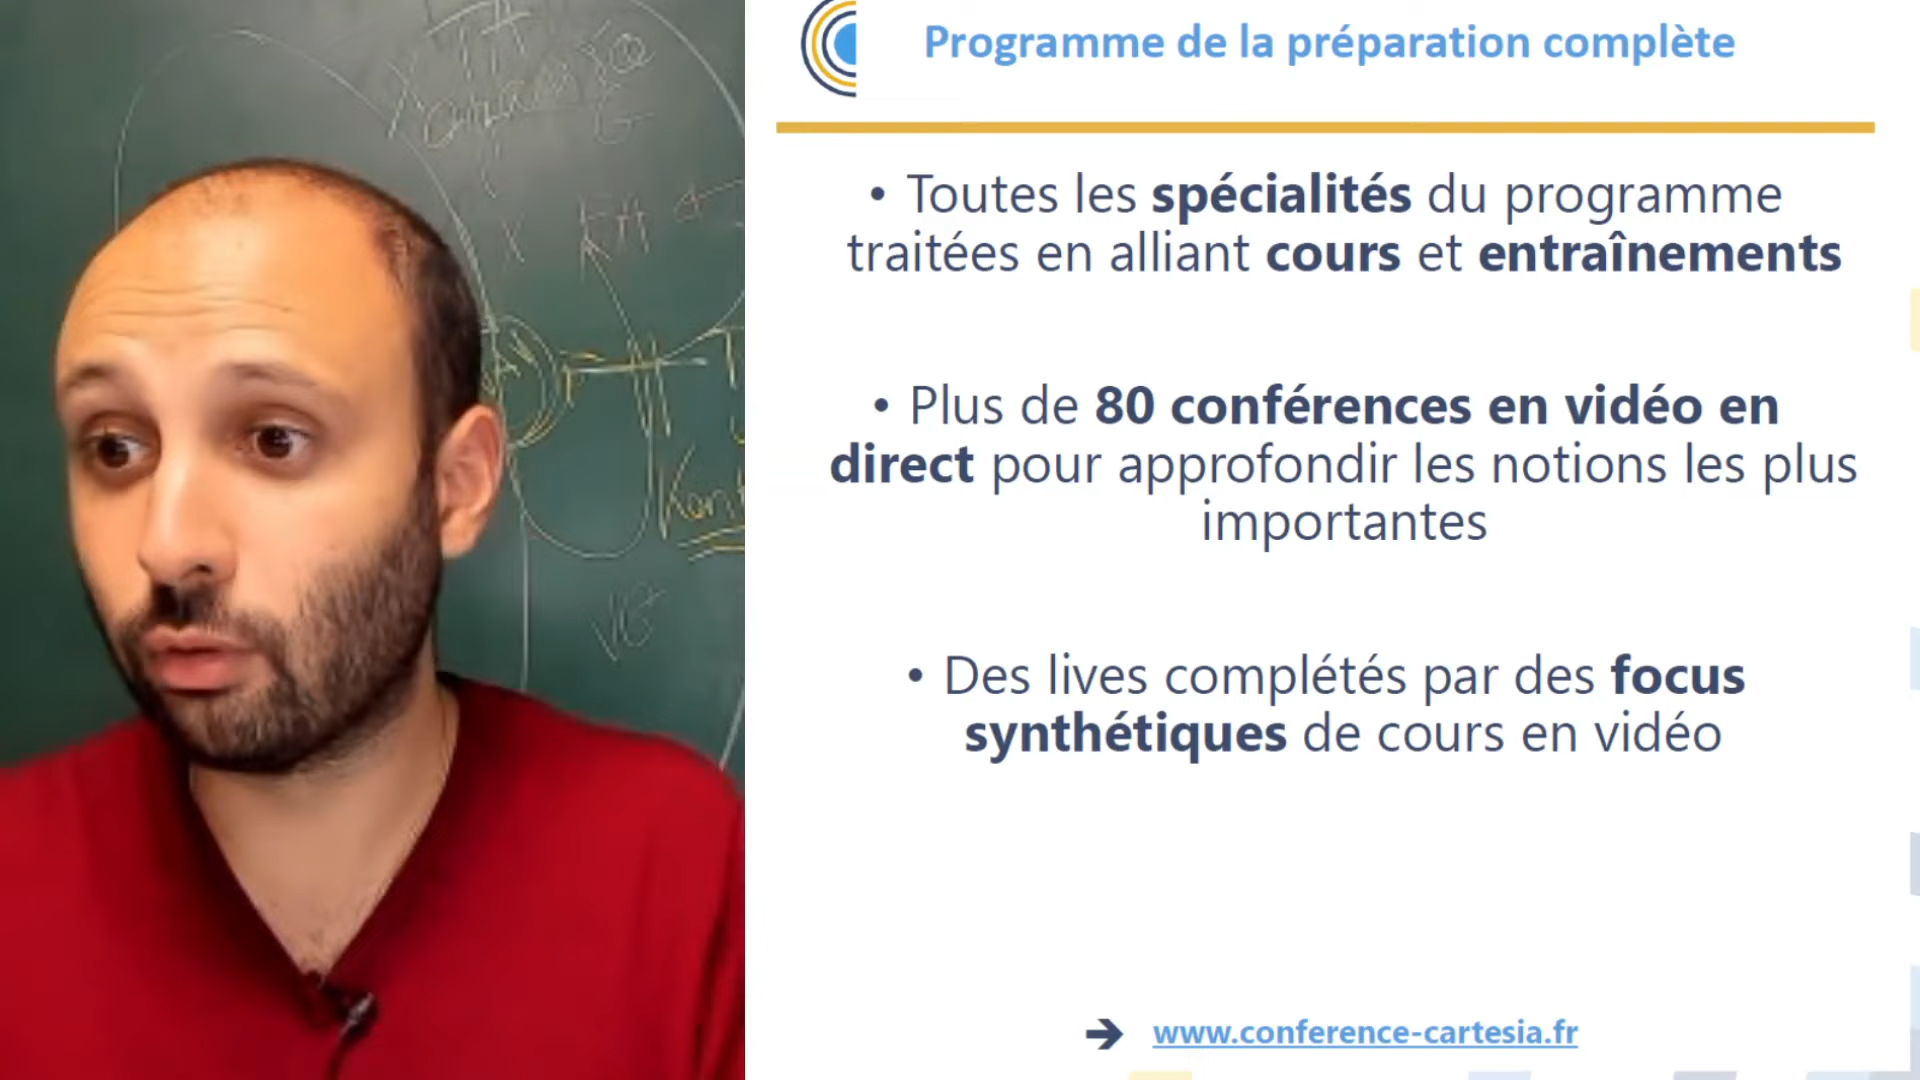 Programme de la préparation complète
• Toutes les spécialités du programme
traitées en alliant cours et entraînements
• Plus de 80 conférences en vidéo en
direct pour approfondir les notions les plus
importantes
• Des lives complétés par des focus
synthétiques de cours en vidéo
→ www.conference-cartesia.fr